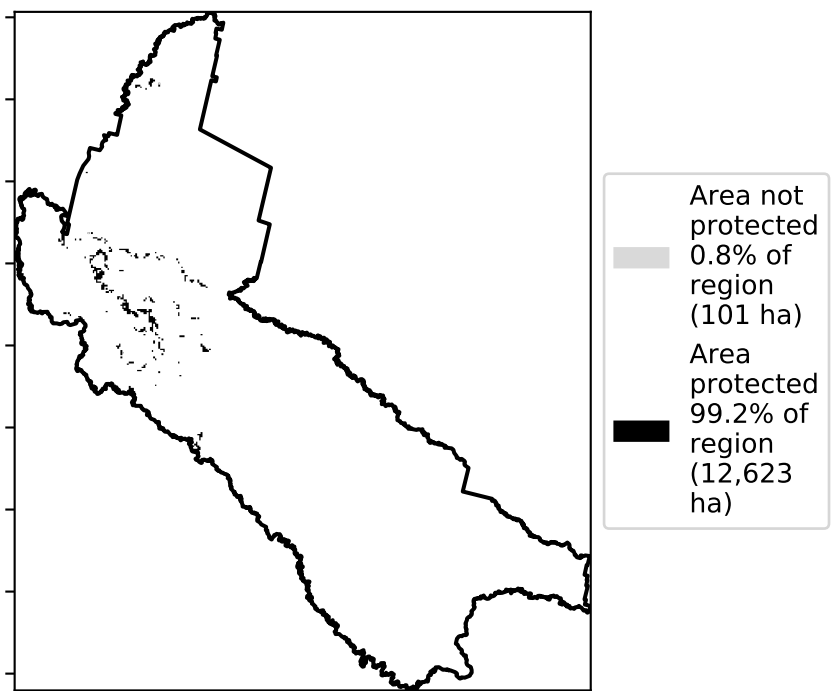 Area not
protected
0.8% of
region
(101 ha)
Area
protected
99.2% of
region
(12,623
ha)